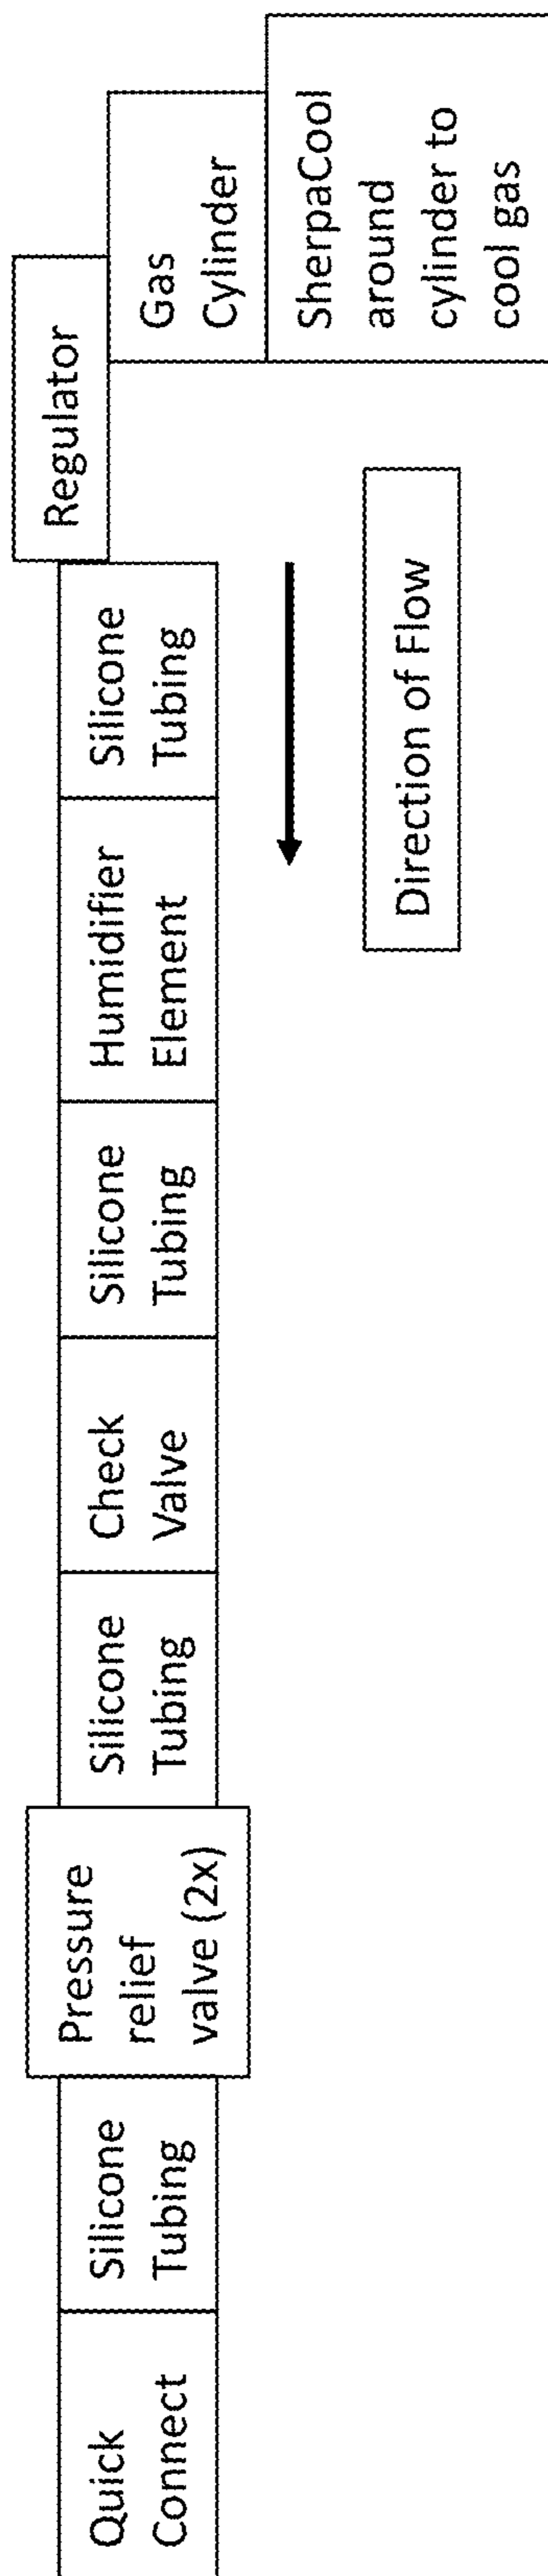 Regulator
Gas
Cylinder
SherpaCool
around
cylinder to
cool gas
Silicone
Tubing
Humidifier
Element
Silicone
Tubing
Check
Valve
Silicone
Tubing
Pressure
relief
valve (2x)
Silicone
Tubing
Quick
Connect
Direction of Flow